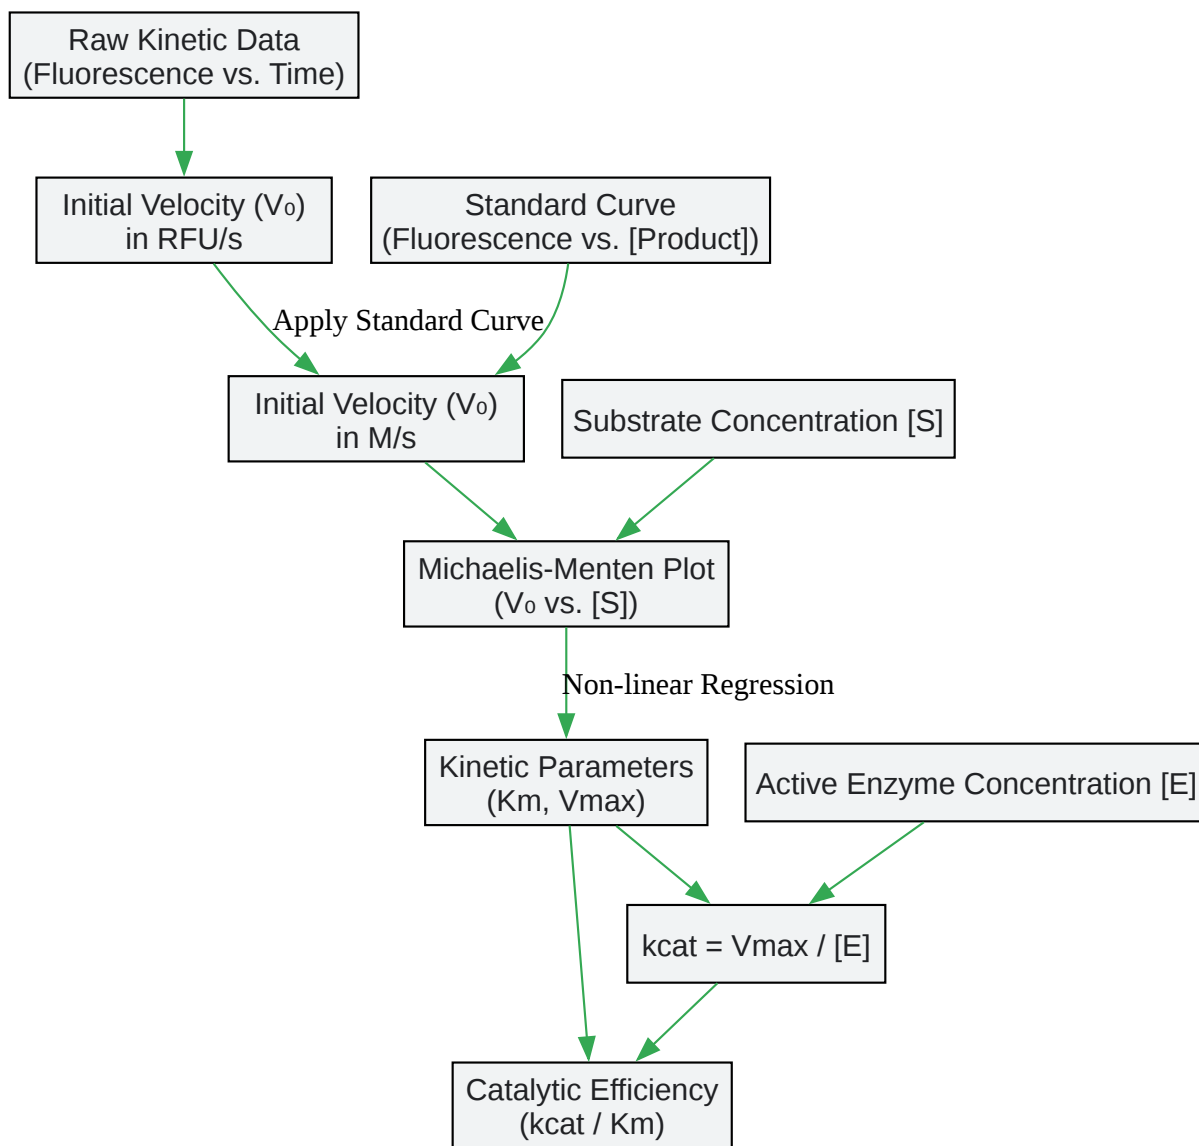 Raw Kinetic Data
(Fluorescence vs. Time)
Initial Velocity (V₀)
in RFU/s
Standard Curve
(Fluorescence vs. [Product])
Apply Standard Curve
Initial Velocity (V₀)
in M/s
Substrate Concentration [S]
Michaelis-Menten Plot
(V₀ vs. [S])
Non-linear Regression
Kinetic Parameters
(Km, Vmax)
Active Enzyme Concentration [E]
kcat = Vmax / [E]
Catalytic Efficiency
(kcat / Km)